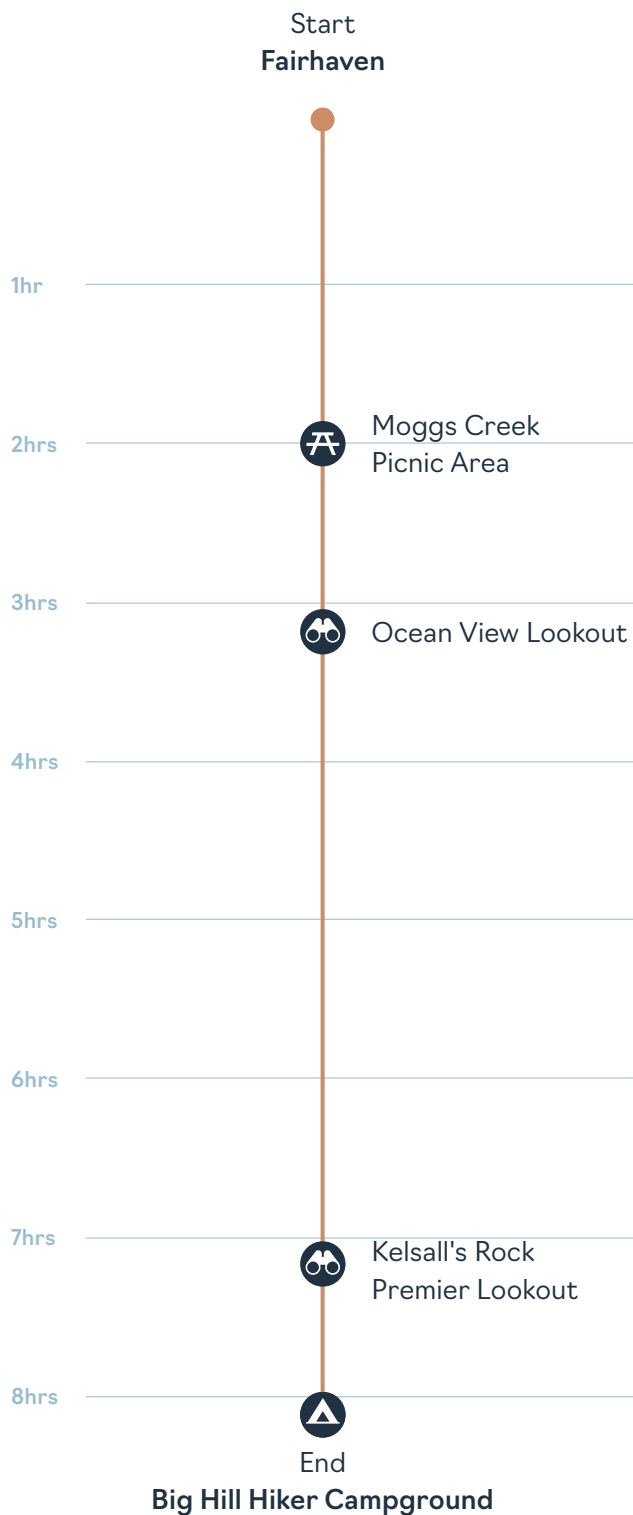 Start
Fairhaven
1hr
2hrs
Moggs Creek
Picnic Area
3hrs
Ocean View Lookout
4hrs
5hrs
6hrs
7hrs
Kelsall's Rock
Premier Lookout
8hrs
End
Big Hill Hiker Campground